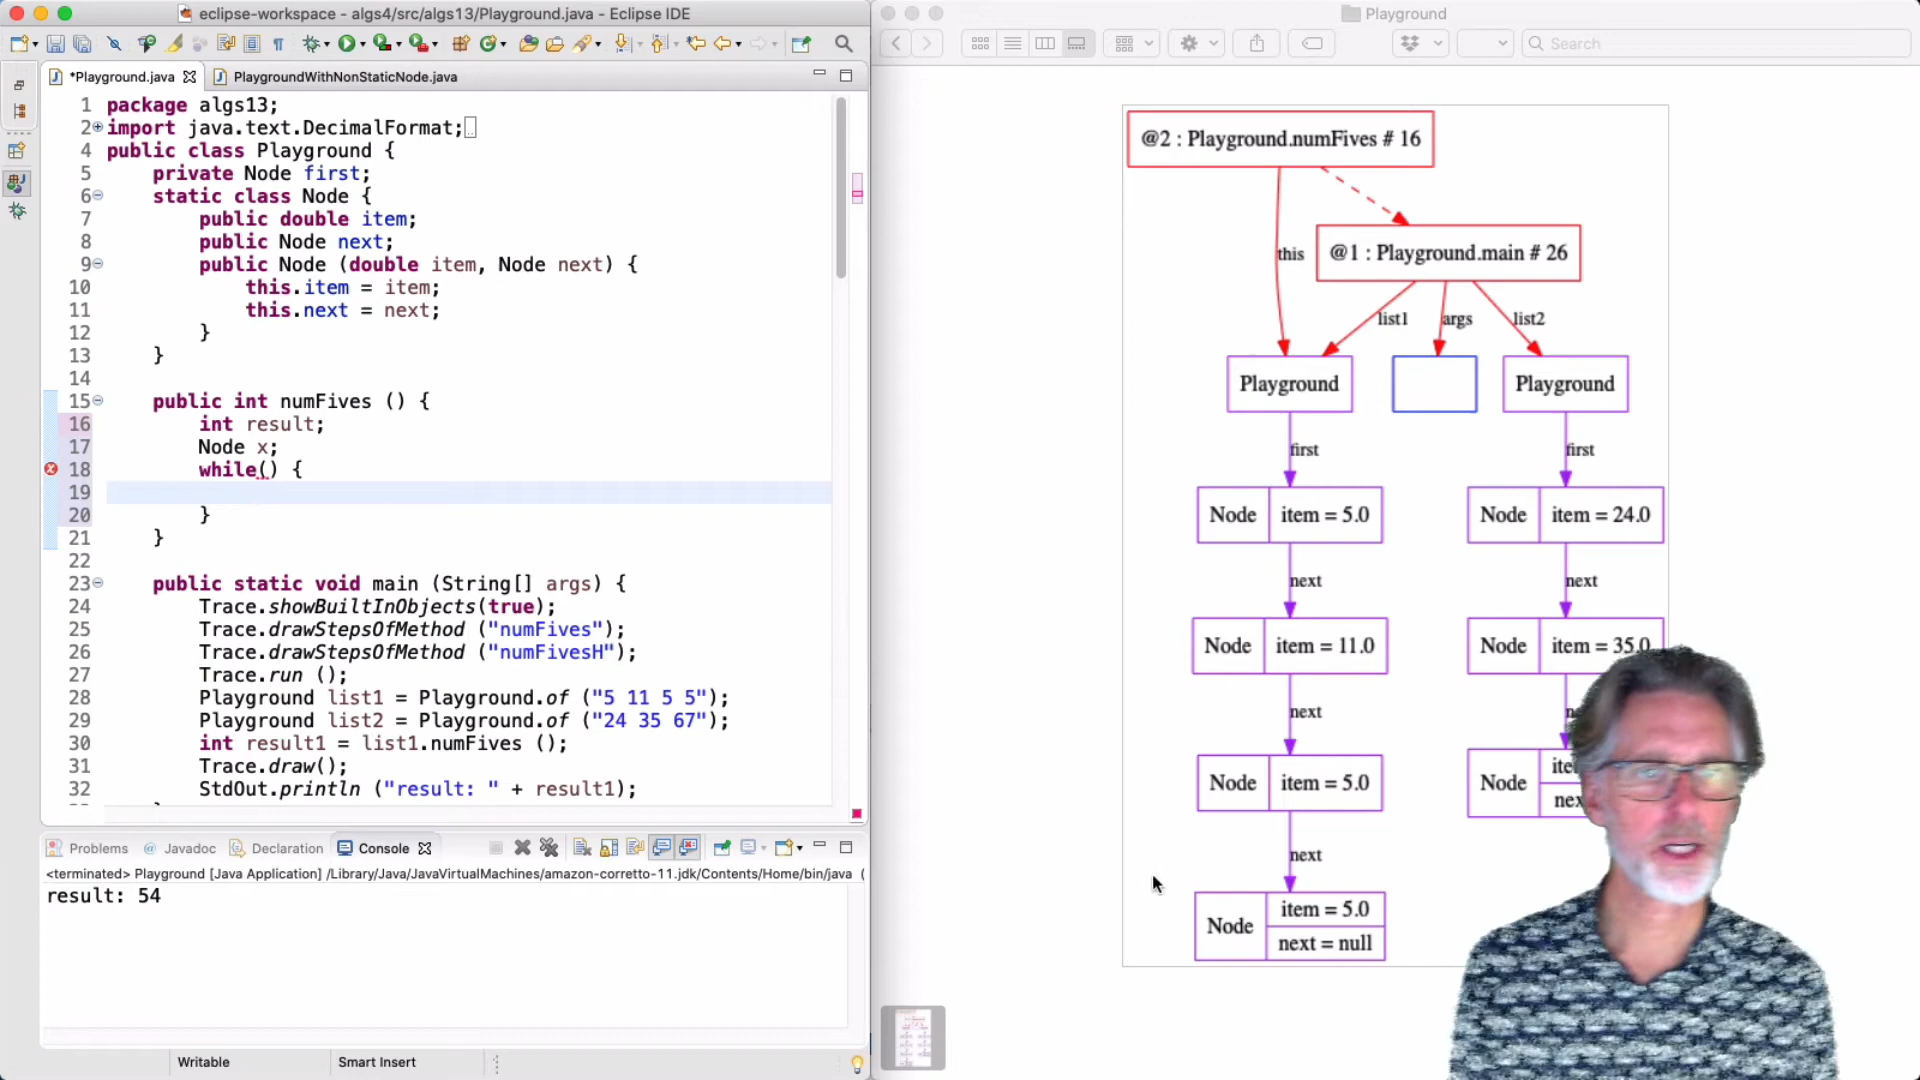 eclipse-workspace - algs4/src/algs13/Playground.java - Eclipse IDE
*Playground.java
PlaygroundWithNonStaticNode.java
1 package algs13;
2 import java.text.DecimalFormat;
4 public class Playground {
5 private Node first;
6 static class Node {
7 public double item;
8 public Node next;
9 public Node (double item, Node next) {
10 this.item = item;
11 this.next = next;
12 }
13 }
14
15 public int numFives () {
16 int result;
17 Node x;
18 while() {
19
20 }
21 }
22
23 public static void main (String[] args) {
24 Trace.showBuiltInObjects(true);
25 Trace.drawStepsOfMethod ("numFives");
26 Trace.drawStepsOfMethod ("numFivesH");
27 Trace.run ();
28 Playground list1 = Playground.of ("5 11 5 5");
29 Playground list2 = Playground.of ("24 35 67");
30 int result1 = list1.numFives ();
31 Trace.draw();
32 StdOut.println ("result: " + result1);
Problems
@ Javadoc
Declaration
Console
<terminated> Playground [Java Application] /Library/Java/JavaVirtualMachines/amazon-corretto-11.jdk/Contents/Home/bin/java (
result: 54
Writable
Smart Insert
Playground
Search
@2 : Playground.numFives # 16
this
@1 : Playground.main # 26
list1
args
list2
Playground
Playground
first
first
Node
item = 5.0
Node
item = 24.0
next
next
Node
item = 11.0
Node
item = 35.0
next
Node
item = 5.0
Node
next
Node
item = 5.0
next = null